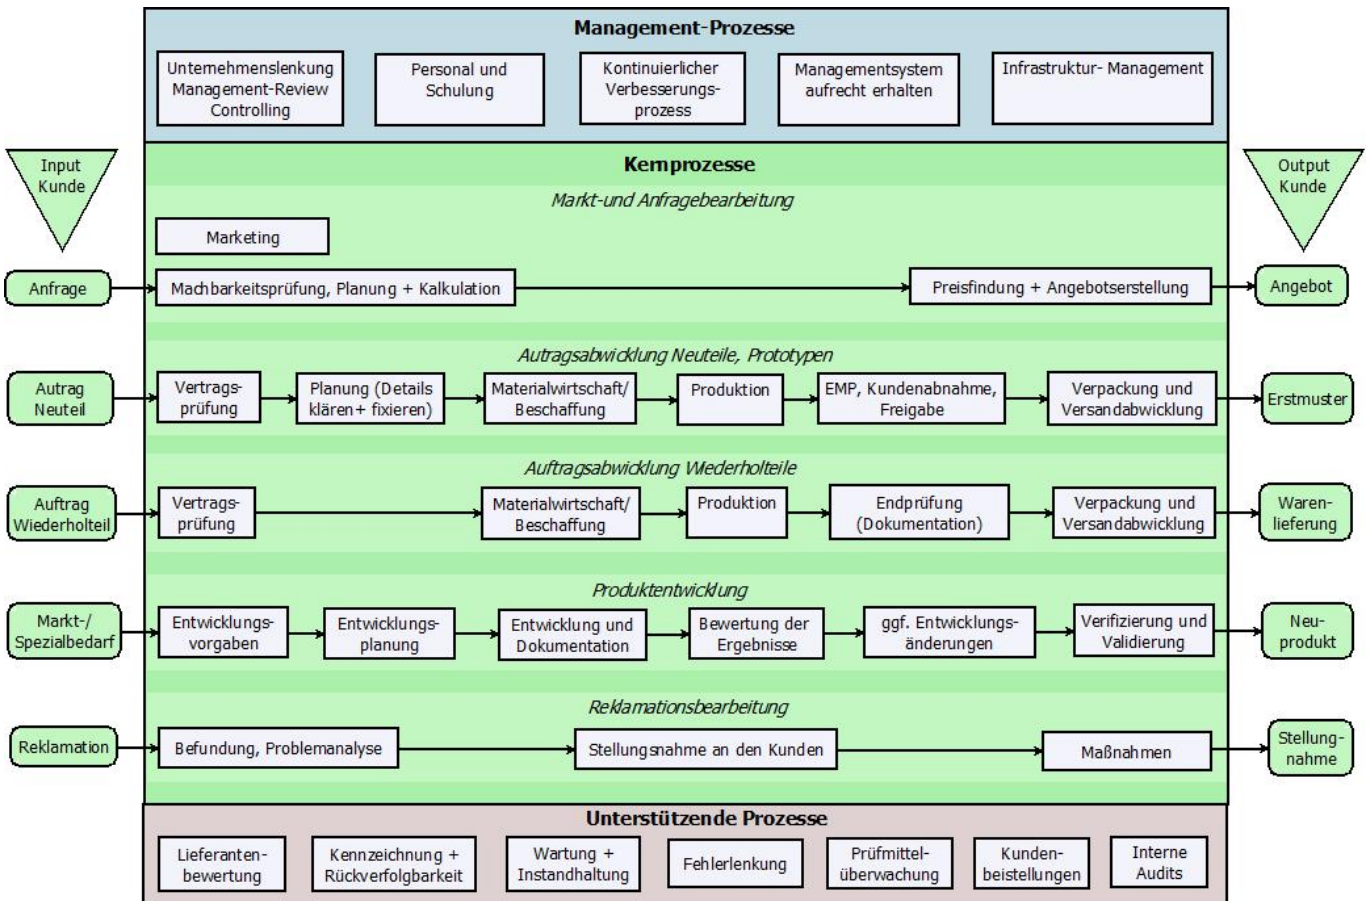 Management-Prozesse
Unternehmenslenkung
Management-Review
Controlling
Personal und
Schulung
Kontinuierlicher
Verbesserungs-
prozess
Managementsystem
aufrecht erhalten
Infrastruktur- Management
Input
Kunde
Kernprozesse
Output
Kunde
Markt-und Anfragebearbeitung
Marketing
Anfrage
Machbarkeitsprüfung, Planung + Kalkulation
Preisfindung + Angebotserstellung
Angebot
Autragsabwicklung Neuteile, Prototypen
Autrag
Neuteil
Vertrags-
prüfung
Planung (Details
klären+ fixieren)
Materialwirtschaft/
Beschaffung
Produktion
EMP, Kundenabnahme,
Freigabe
Verpackung und
Versandabwicklung
Erstmuster
Auftragsabwicklung Wiederholteile
Auftrag
Wiederholteil
Vertrags-
prüfung
Materialwirtschaft/
Beschaffung
Produktion
Endprüfung
(Dokumentation)
Verpackung und
Versandabwicklung
Waren-
lieferung
Produktentwicklung
Markt-/
Spezialbedarf
Entwicklungs-
vorgaben
Entwicklungs-
planung
Entwicklung und
Dokumentation
Bewertung der
Ergebnisse
ggf. Entwicklungs-
änderungen
Verifizierung und
Validierung
Neu-
produkt
Reklamationsbearbeitung
Reklamation
Befundung, Problemanalyse
Stellungsnahme an den Kunden
Maßnahmen
Stellung-
nahme
Unterstützende Prozesse
Lieferanten-
bewertung
Kennzeichnung +
Rückverfolgbarkeit
Wartung +
Instandhaltung
Fehlerlenkung
Prüfmittel-
überwachung
Kunden-
beistellungen
Interne
Audits